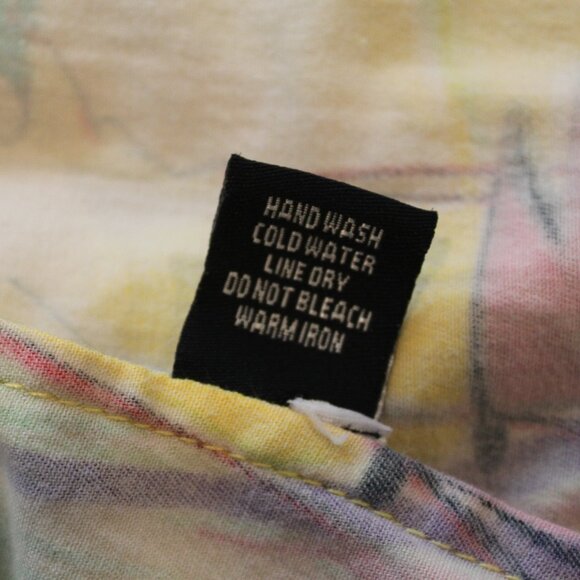 HAND WASH
COLD WATER
LINE DRY
DO NOT BLEACH
WARM IRON